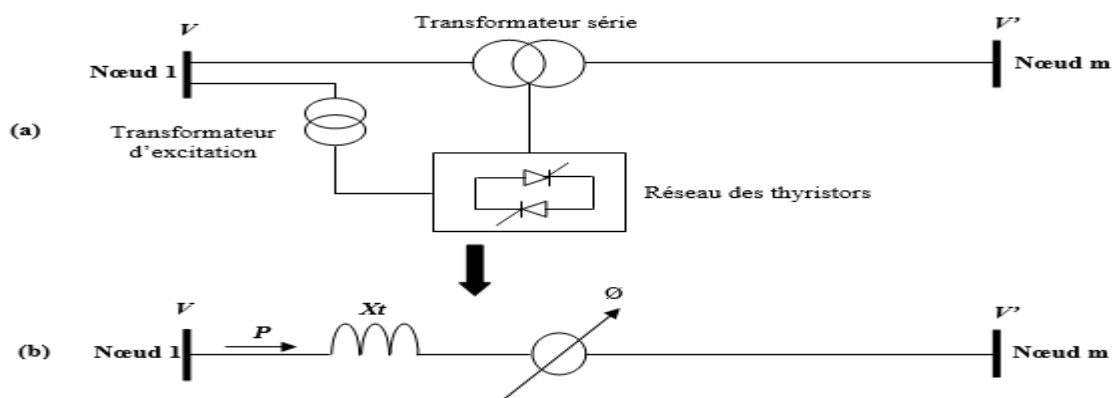 Transformateur série
V
V’
Nœud 1
Nœud m
(a)
Transformateur
d’excitation
Réseau des thyristors
V
P
Xt
Ø
V’
(b)
Nœud 1
Nœud m